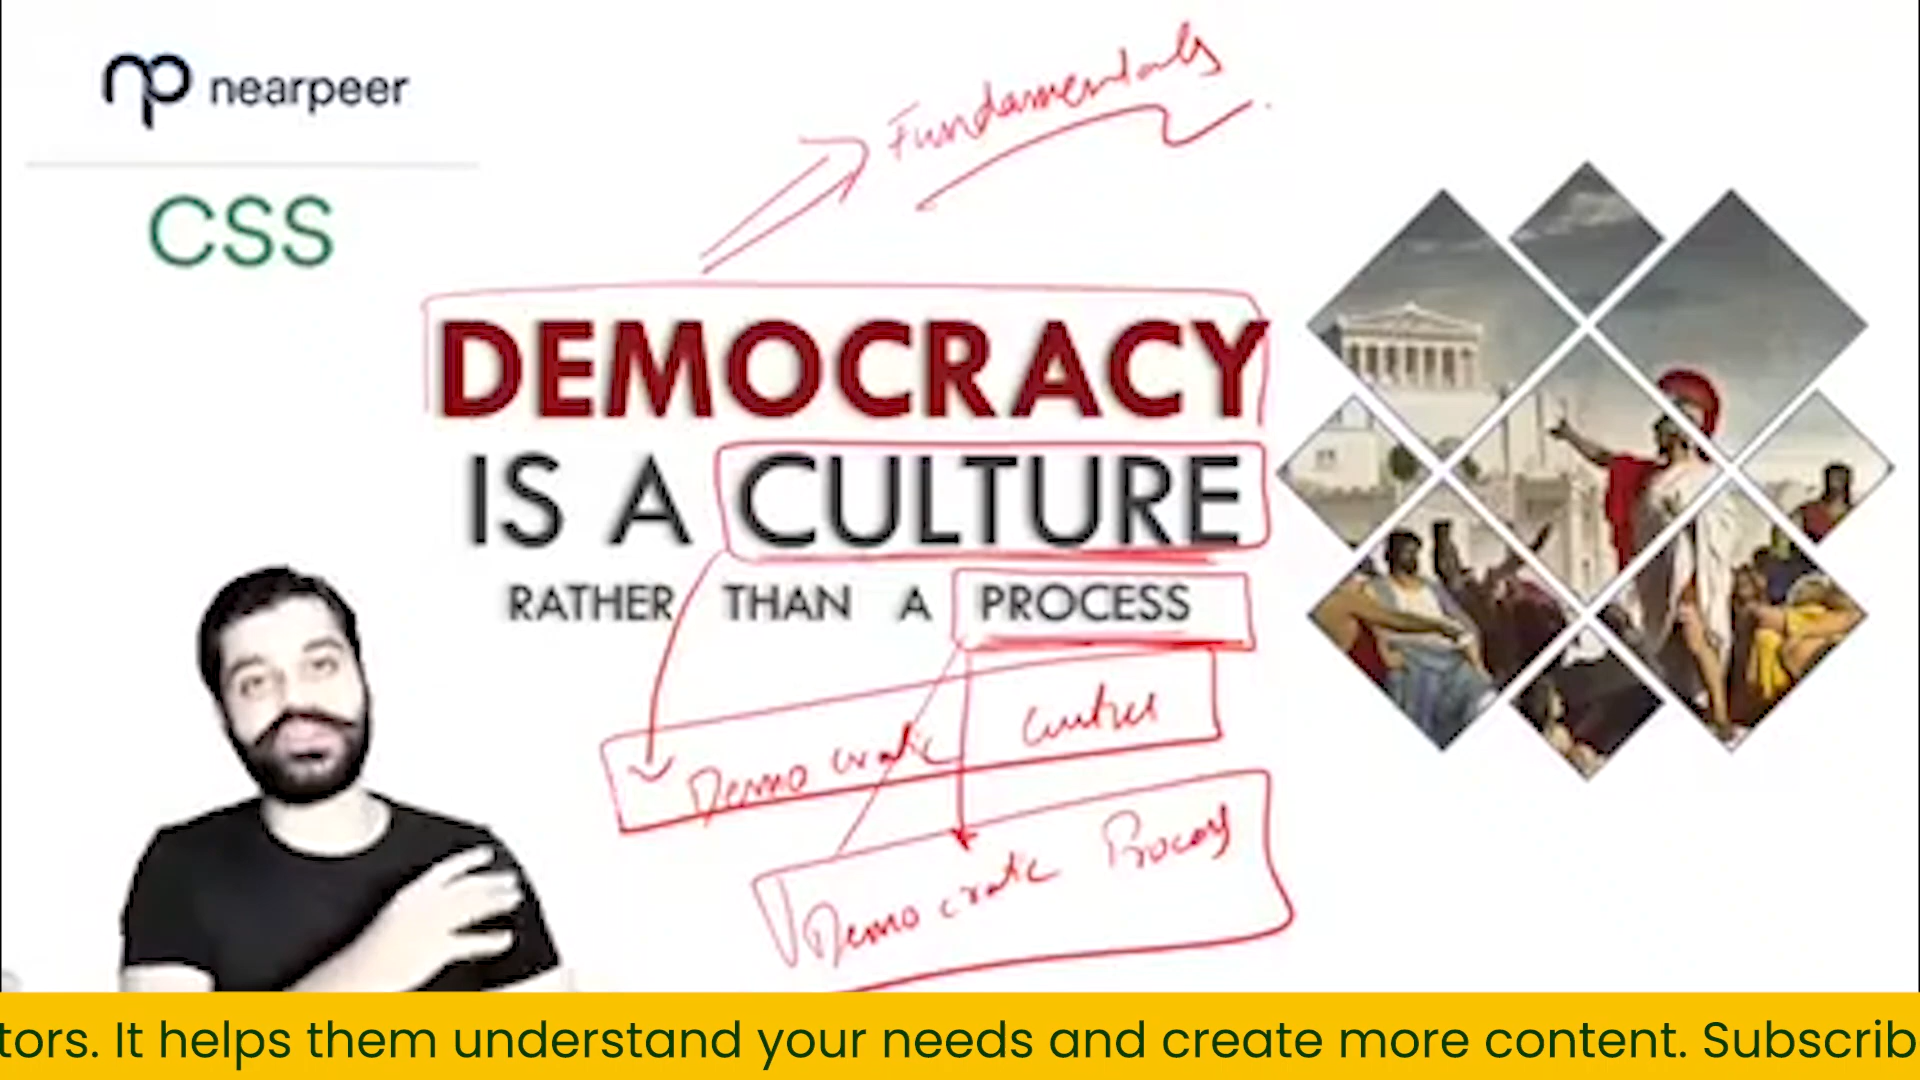 nearpeer
CSS
Fundamentals
DEMOCRACY
IS A CULTURE
RATHER THAN A PROCESS
Democratic Culture
Democratic Process
tors. It helps them understand your needs and create more content. Subscrib